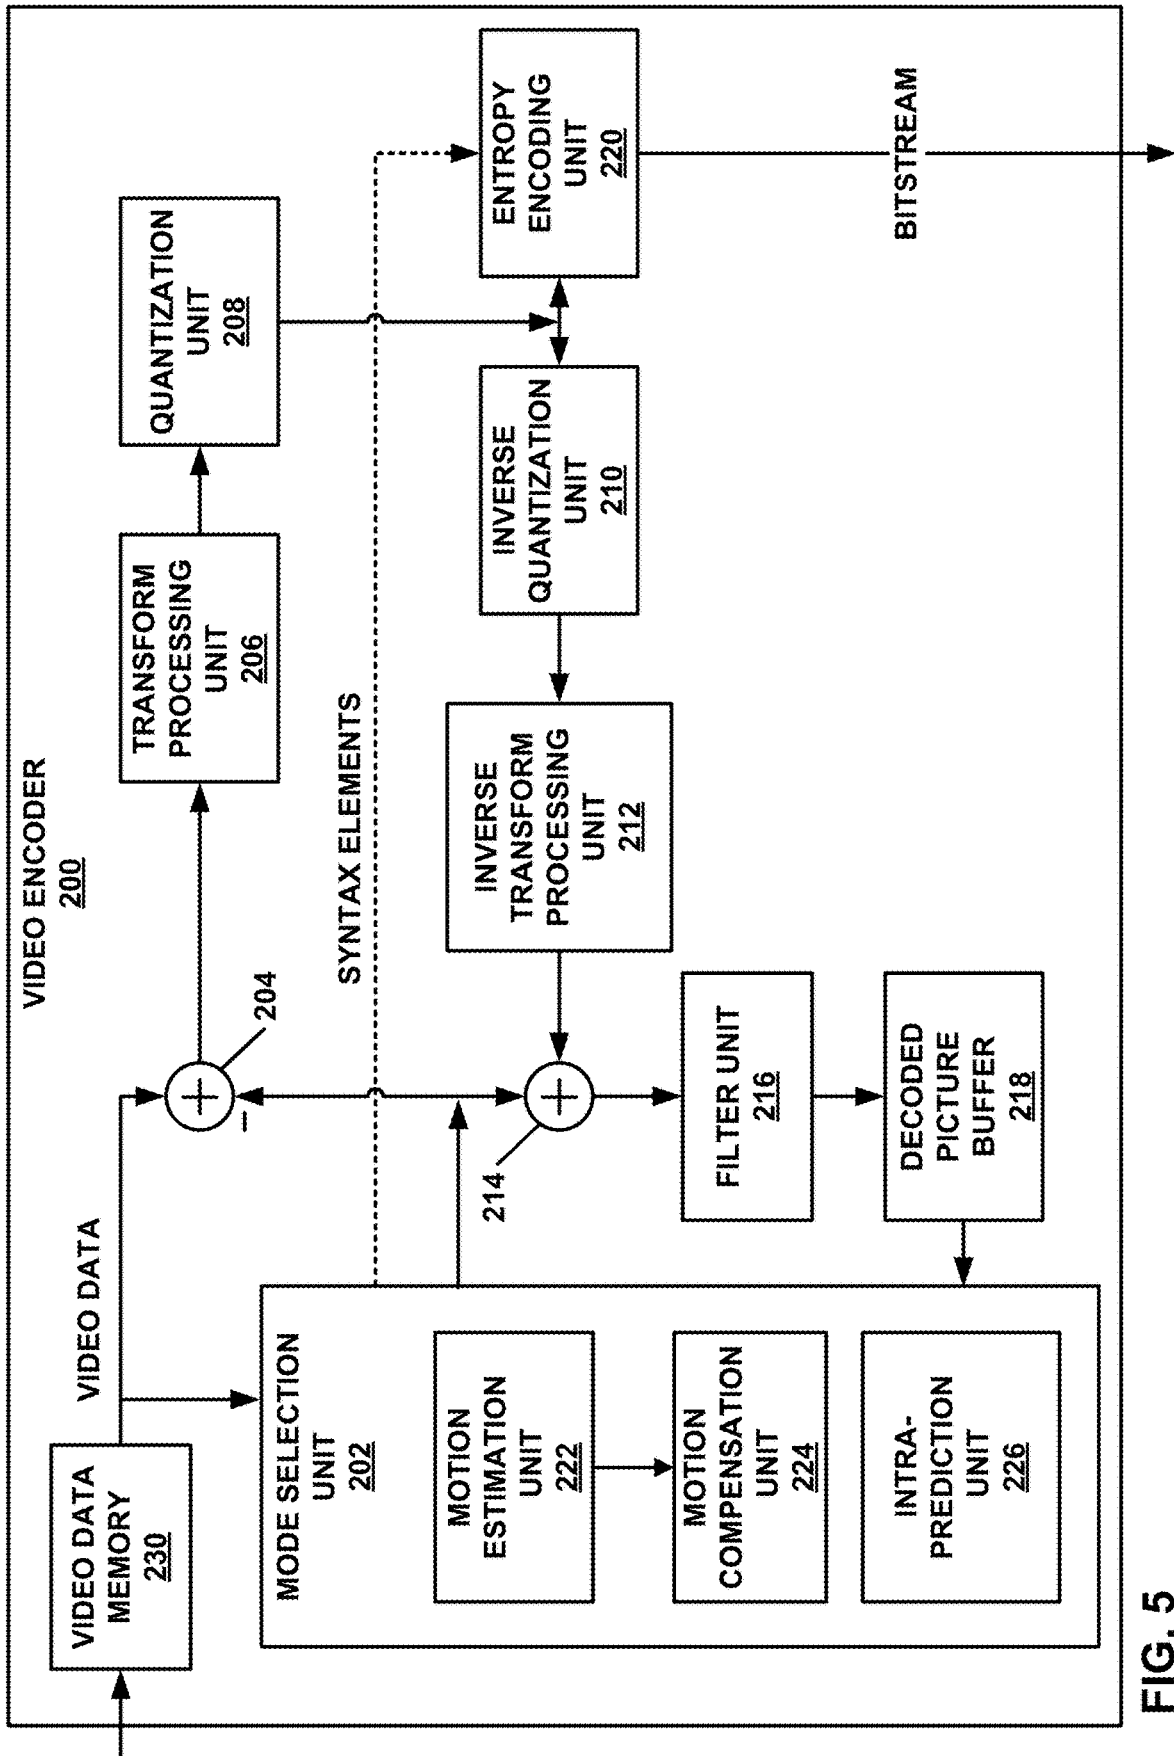 VIDEO ENCODER
200
VIDEO DATA
MEMORY
230
VIDEO DATA
204
−
TRANSFORM
PROCESSING
UNIT
206
QUANTIZATION
UNIT
208
SYNTAX ELEMENTS
MODE SELECTION
UNIT
202
MOTION
ESTIMATION
UNIT
222
MOTION
COMPENSATION
UNIT
224
INTRA-
PREDICTION
UNIT
226
214
INVERSE
TRANSFORM
PROCESSING
UNIT
212
INVERSE
QUANTIZATION
UNIT
210
ENTROPY
ENCODING
UNIT
220
FILTER UNIT
216
DECODED
PICTURE
BUFFER
218
BITSTREAM
FIG. 5